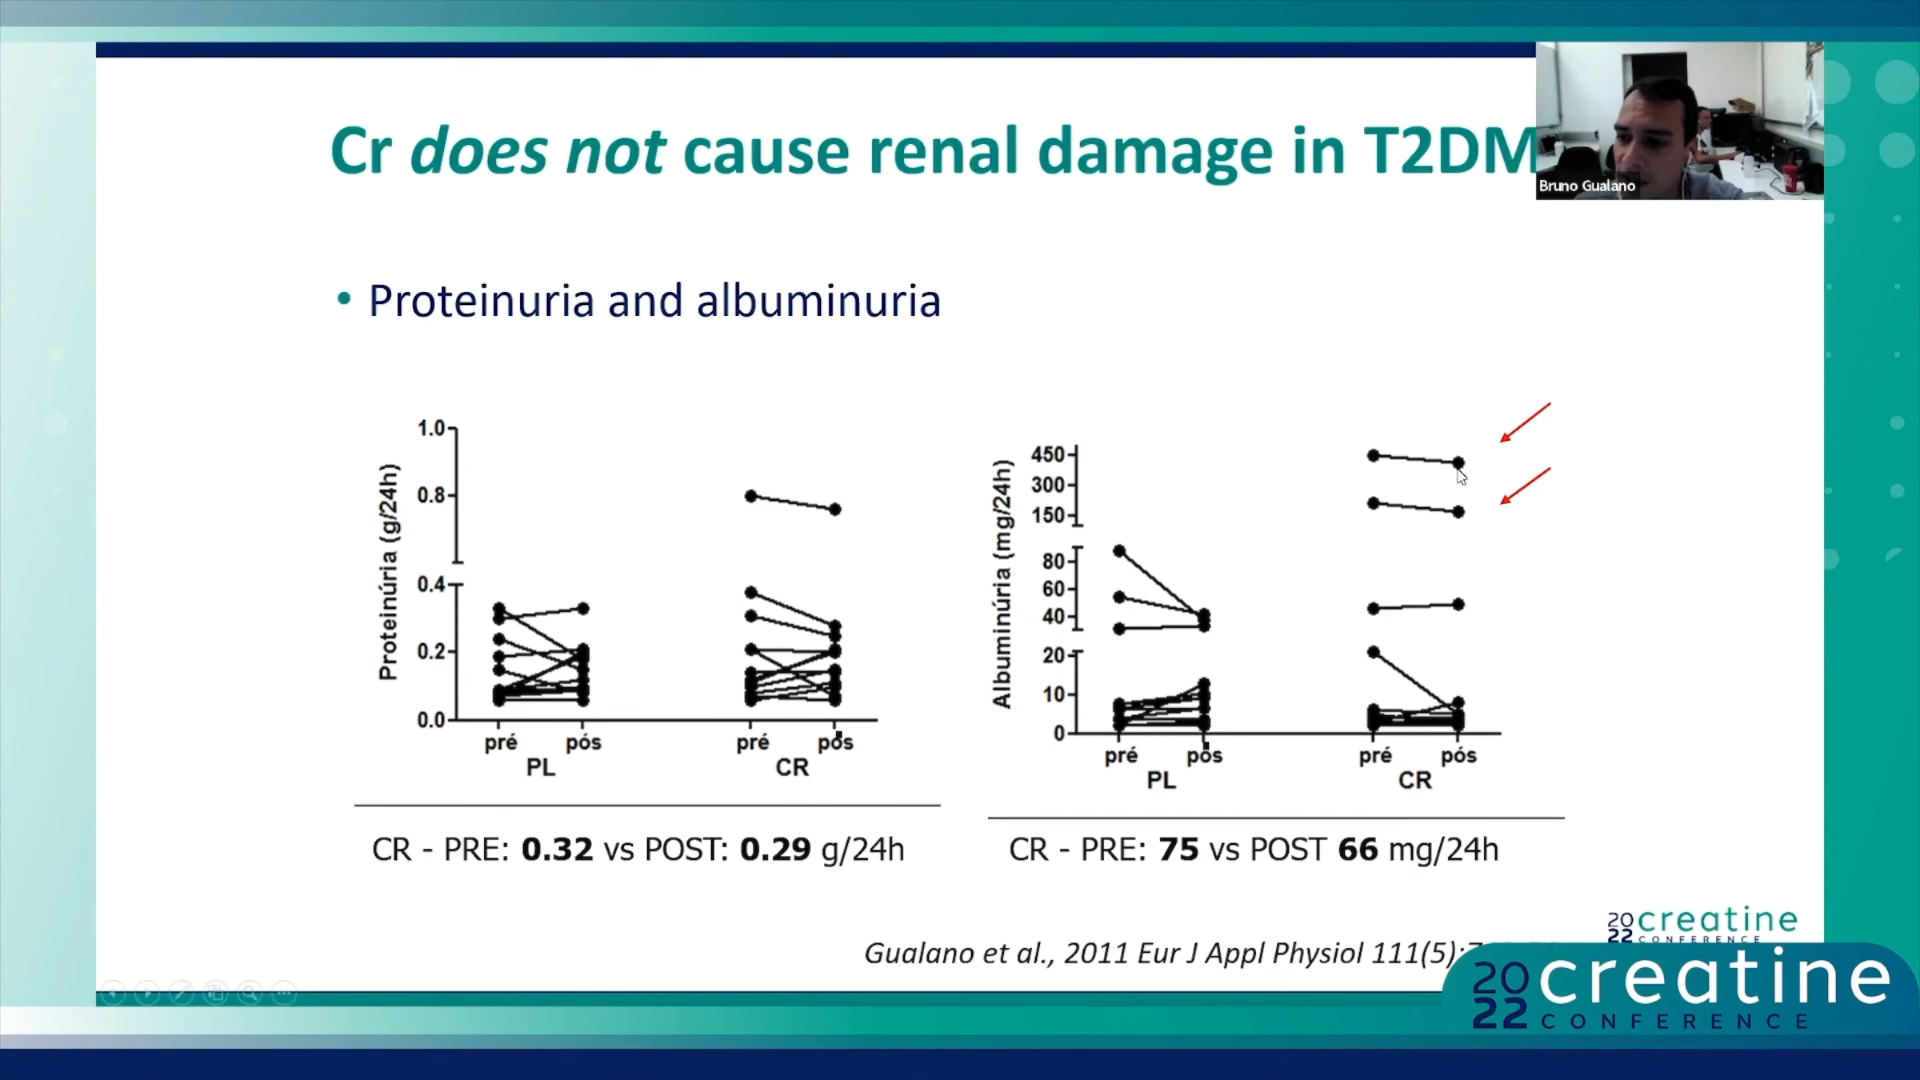 Cr does not cause renal damage in T2DM
Bruno Gualano
• Proteinuria and albuminuria
Proteinúria (g/24h)
1.0
0.8
0.4
0.2
0.0
pré pós pré pós
PL CR
CR - PRE: 0.32 vs POST: 0.29 g/24h
Albuminúria (mg/24h)
450
300
150
80
60
40
20
10
0
pré pós pré pós
PL CR
CR - PRE: 75 vs POST 66 mg/24h
Gualano et al., 2011 Eur J Appl Physiol 111(5):
2022 creatine
CONFERENCE
2022 creatine
CONFERENCE